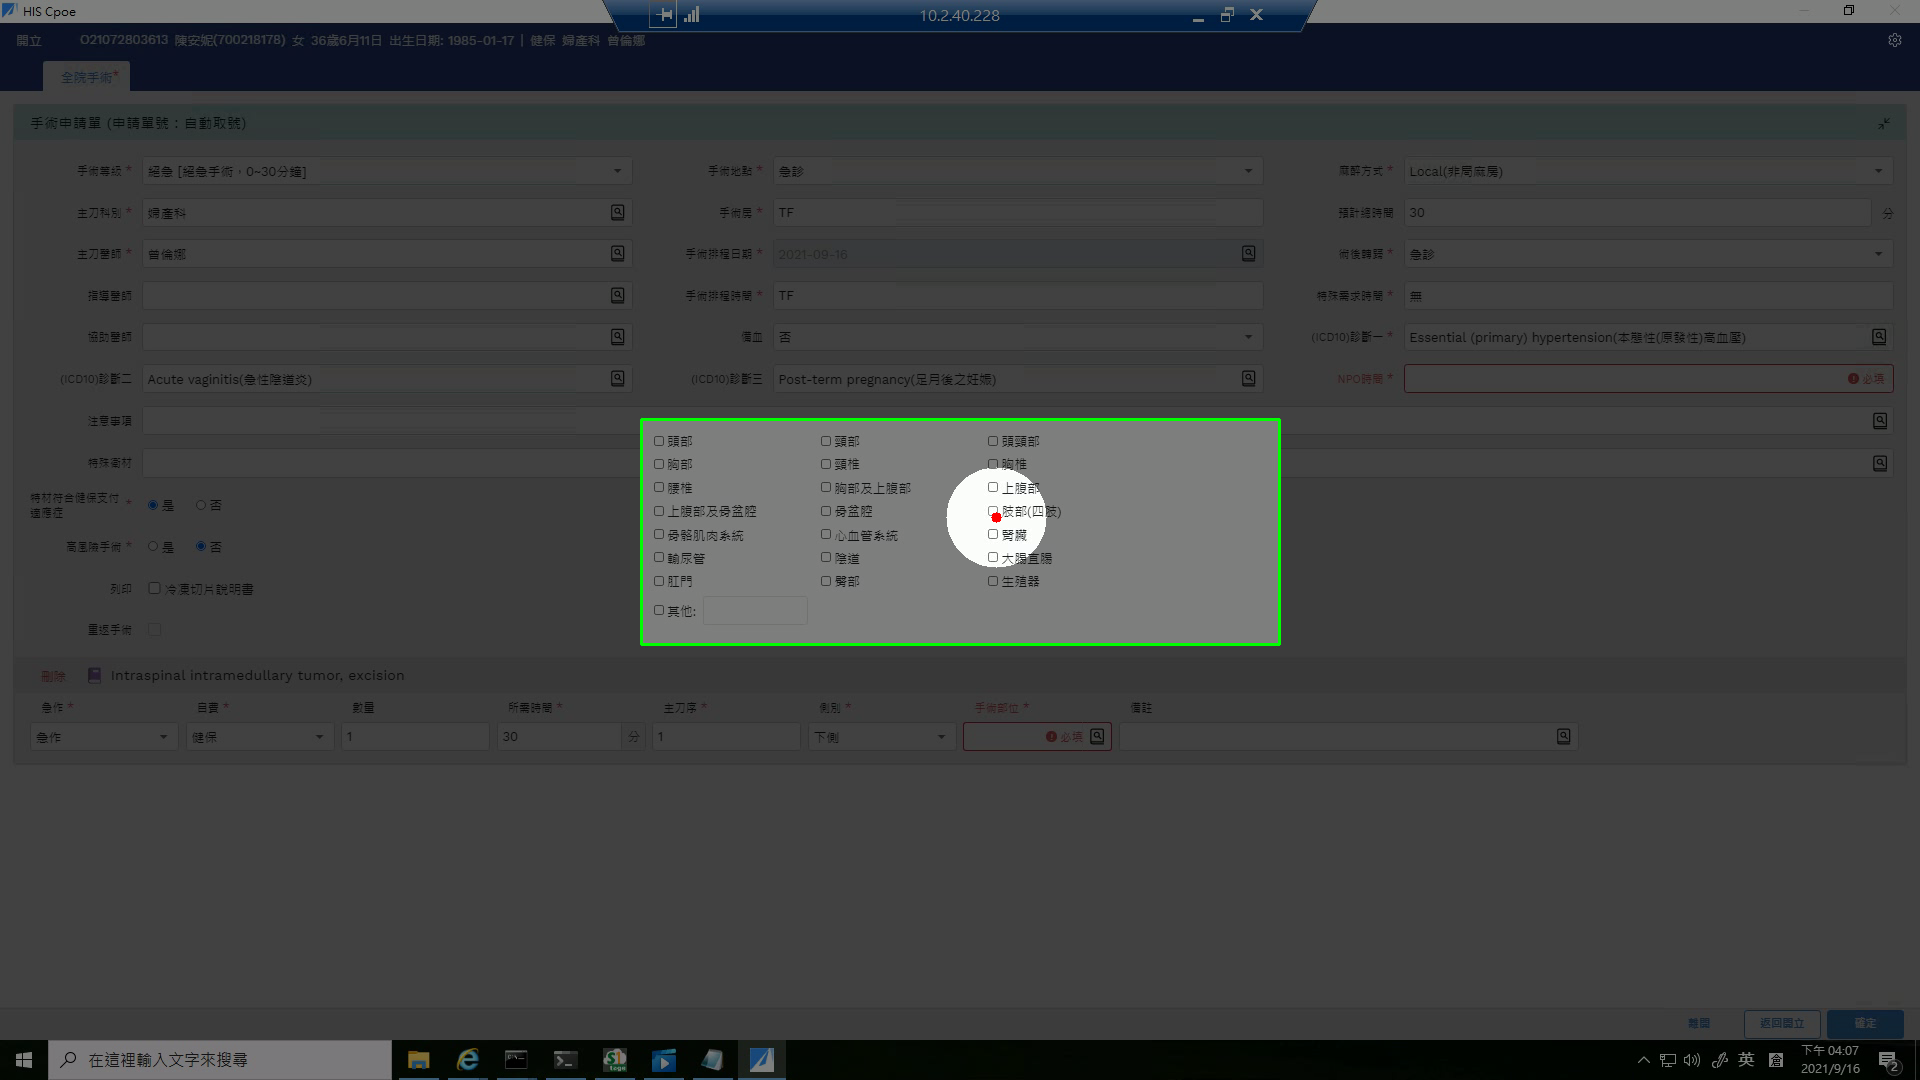 HIS Cpoe
10.2.40.228
開立 O21072803613 陳安妮(700218178) 女 36歲6月11日 出生日期: 1985-01-17 | 健保 婦產科 曾倫娜
全院手術*
手術申請單 (申請單號：自動取號)
手術等級 * 絕急 [絕急手術，0~30分鐘] 手術地點 * 急診 麻醉方式 * Local(非局麻房)
主刀科別 * 婦產科 手術房 * TF 預計總時間 30 分
主刀醫師 * 曾倫娜 手術排程日期 * 2021-09-16 術後轉歸 * 急診
指導醫師 手術排程時間 * TF 特殊需求時間 * 無
協助醫師 備血 否 (ICD10)診斷一 * Essential (primary) hypertension(本態性(原發性)高血壓)
(ICD10)診斷二 Acute vaginitis(急性陰道炎) (ICD10)診斷三 Post-term pregnancy(足月後之妊娠) NPO時間 * 必填
注意事項
特殊衛材
特材符合健保支付適應症 * 是 否
高風險手術 * 是 否
列印 冷凍切片說明書
重返手術
頭部 頸部 頭頸部
胸部 頸椎 胸椎
腰椎 胸部及上腹部 上腹部
上腹部及骨盆腔 骨盆腔 肢部(四肢)
骨骼肌肉系統 心血管系統 腎臟
輸尿管 陰道 大腸直腸
肛門 臀部 生殖器
其他:
刪除 Intraspinal intramedullary tumor, excision
急作 * 自費 * 數量 所需時間 * 主刀序 * 側別 * 手術部位 * 備註
急作 健保 1 30 分 1 下側 必填
離開 返回開立 確定
在這裡輸入文字來搜尋
英
下午 04:07
2021/9/16
2